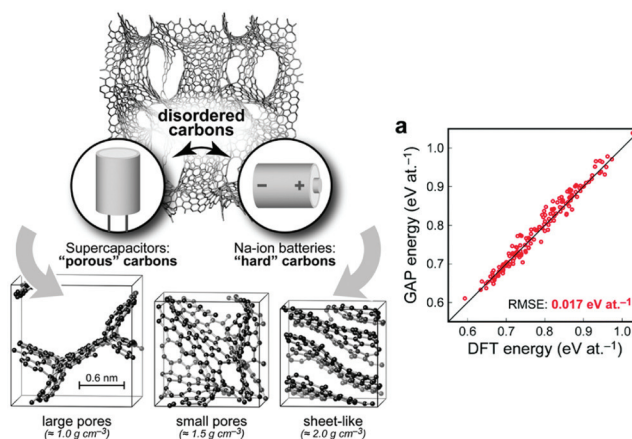 disordered
carbons
− +
Supercapacitors:
"porous" carbons
Na-ion batteries:
"hard" carbons
0.6 nm
large pores
(≈ 1.0 g cm⁻³)
small pores
(≈ 1.5 g cm⁻³)
sheet-like
(≈ 2.0 g cm⁻³)
a
GAP energy (eV at.⁻¹)
1.0
0.9
0.8
0.7
0.6
RMSE: 0.017 eV at.⁻¹
0.6 0.7 0.8 0.9 1.0
DFT energy (eV at.⁻¹)